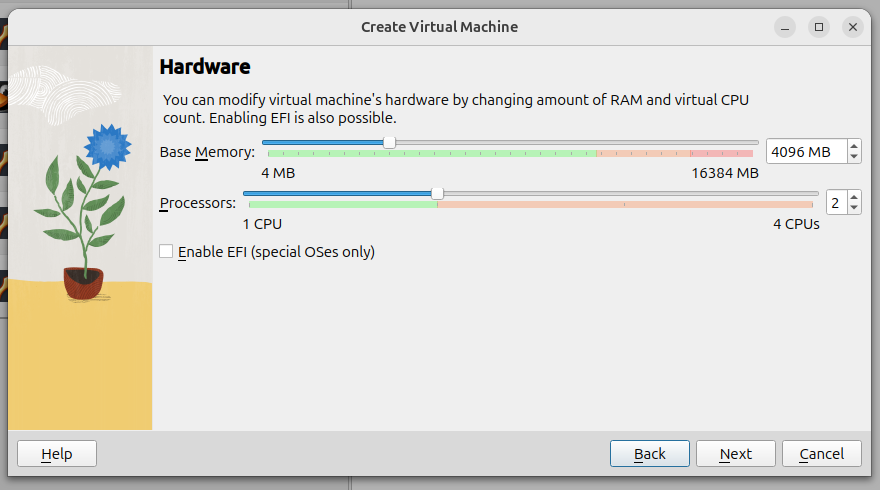 Create Virtual Machine
Hardware
You can modify virtual machine's hardware by changing amount of RAM and virtual CPU
count. Enabling EFI is also possible.
Base Memory:
4096 MB
4 MB
16384 MB
Processors:
2
1 CPU
4 CPUs
Enable EFI (special OSes only)
Help
Back
Next
Cancel